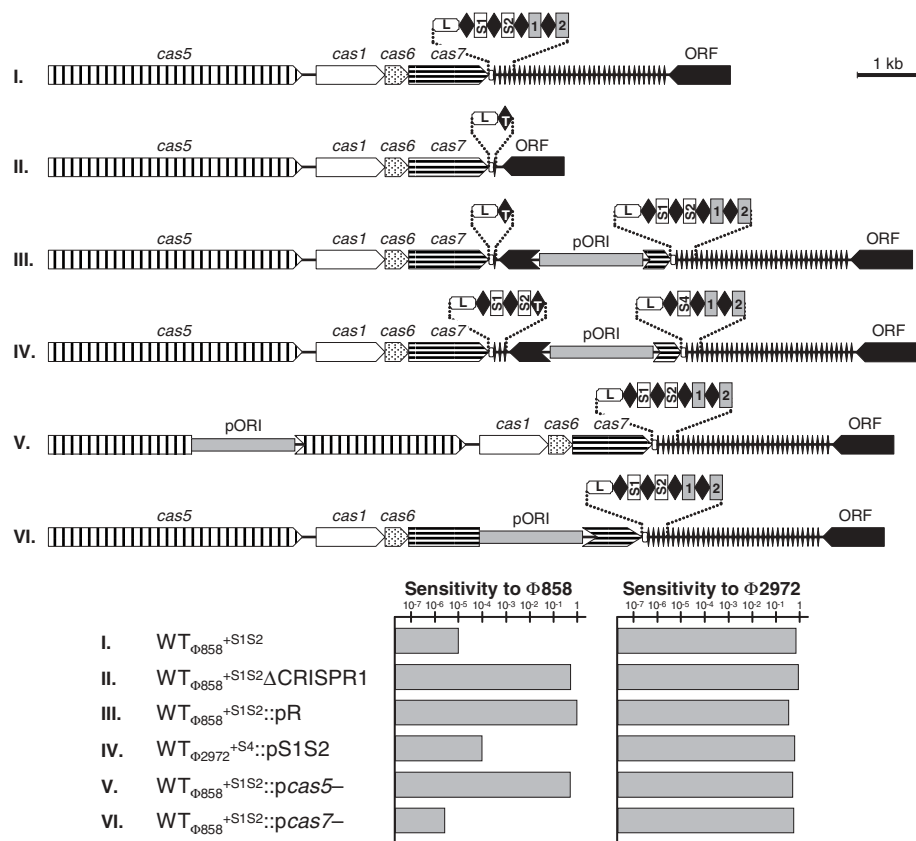 L S1 S2 1 2
cas5 cas1 cas6 cas7 ORF
I. 1 kb
L T
cas5 cas1 cas6 cas7 ORF
II.
L T L S1 S2 1 2
cas5 cas1 cas6 cas7 pORI ORF
III.
L S1 S2 T L S4 1 2
cas5 cas1 cas6 cas7 pORI ORF
IV.
L S1 S2 1 2
cas5 pORI cas1 cas6 cas7 ORF
V.
L S1 S2 1 2
cas5 cas1 cas6 pORI ORF
VI.
Sensitivity to Φ858 Sensitivity to Φ2972
10-7 10-6 10-5 10-4 10-3 10-2 10-1 1 10-7 10-6 10-5 10-4 10-3 10-2 10-1 1
I. WTΦ858+S1S2
II. WTΦ858+S1S2ΔCRISPR1
III. WTΦ858+S1S2::pR
IV. WTΦ2972+S4::pS1S2
V. WTΦ858+S1S2::pcas5–
VI. WTΦ858+S1S2::pcas7–